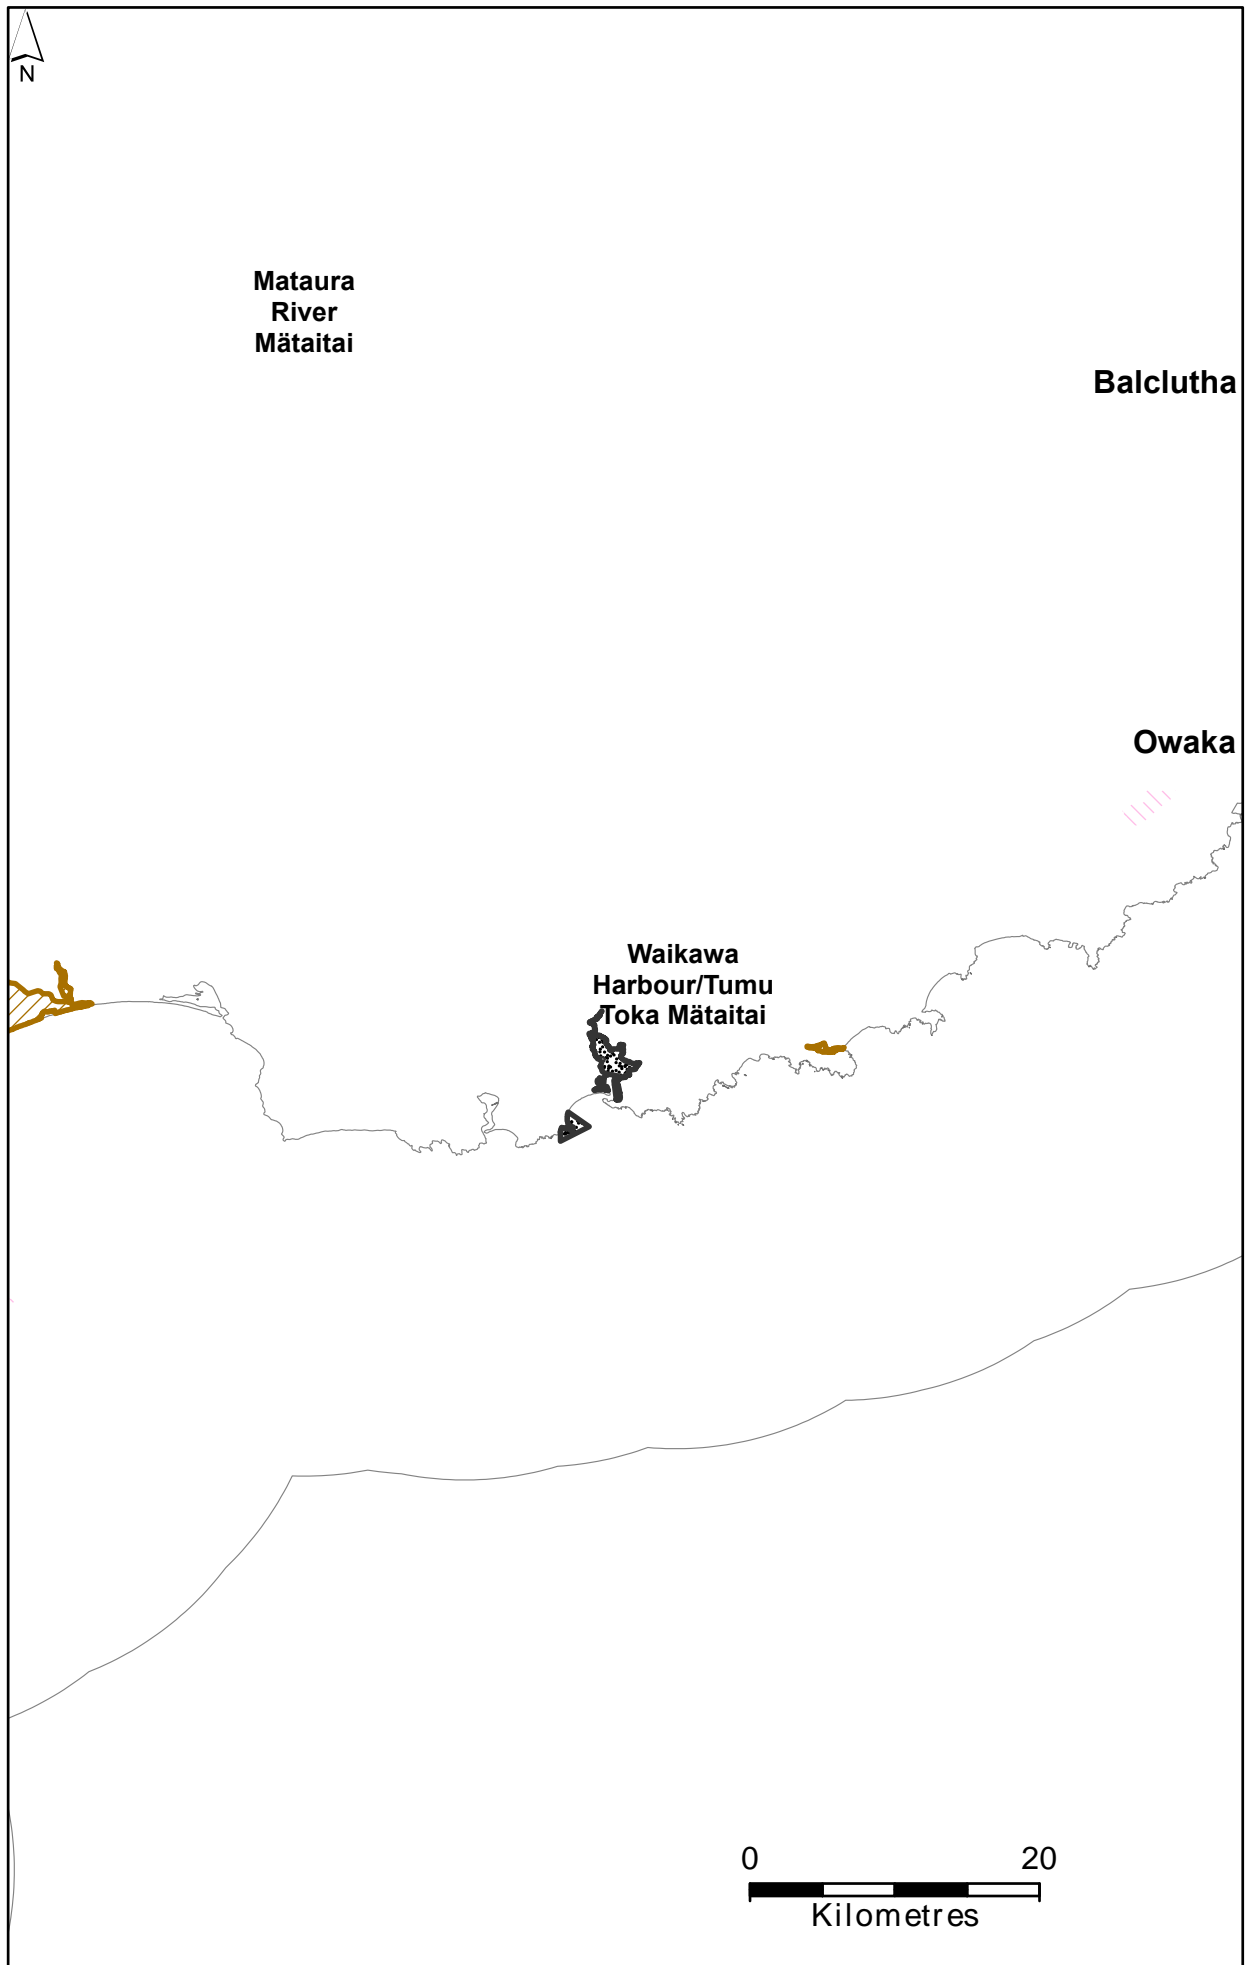 N
Mataura
River
Mätaitai
Balclutha
Owaka
Waikawa
Harbour/Tumu
Toka Mätaitai
0 20
Kilometres